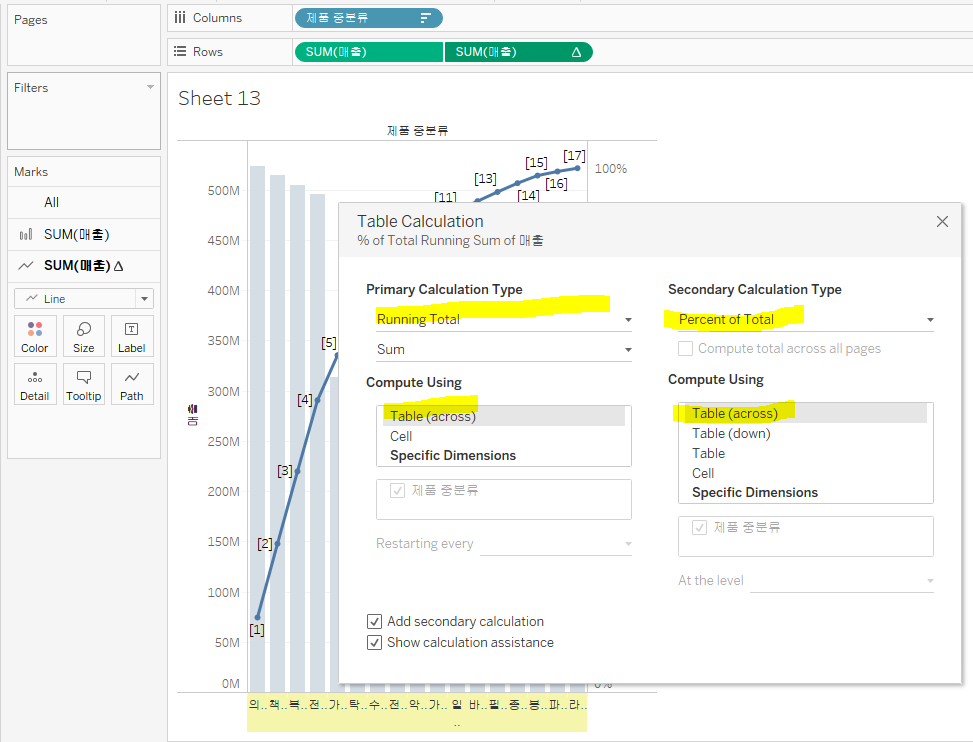 Pages
Columns
제품 중분류
Rows
SUM(매출)
SUM(매출) Δ
Filters
Marks
All
SUM(매출)
SUM(매출) Δ
Line
Color
Size
Label
Detail
Tooltip
Path
Sheet 13
제품 중분류
매출
500M
450M
400M
350M
300M
250M
200M
150M
100M
50M
0M
100%
0%
[1]
[2]
[3]
[4]
[5]
[11]
[13]
[14]
[15]
[16]
[17]
의.. 책.. 복.. 전.. 가.. 탁.. 수.. 전.. 악.. 가.. 일.. 바.. 필.. 종.. 봉.. 파.. 라..
Table Calculation
% of Total Running Sum of 매출
Primary Calculation Type
Running Total
Sum
Compute Using
Table (across)
Cell
Specific Dimensions
제품 중분류
Restarting every
Add secondary calculation
Show calculation assistance
Secondary Calculation Type
Percent of Total
Compute total across all pages
Compute Using
Table (across)
Table (down)
Table
Cell
Specific Dimensions
제품 중분류
At the level